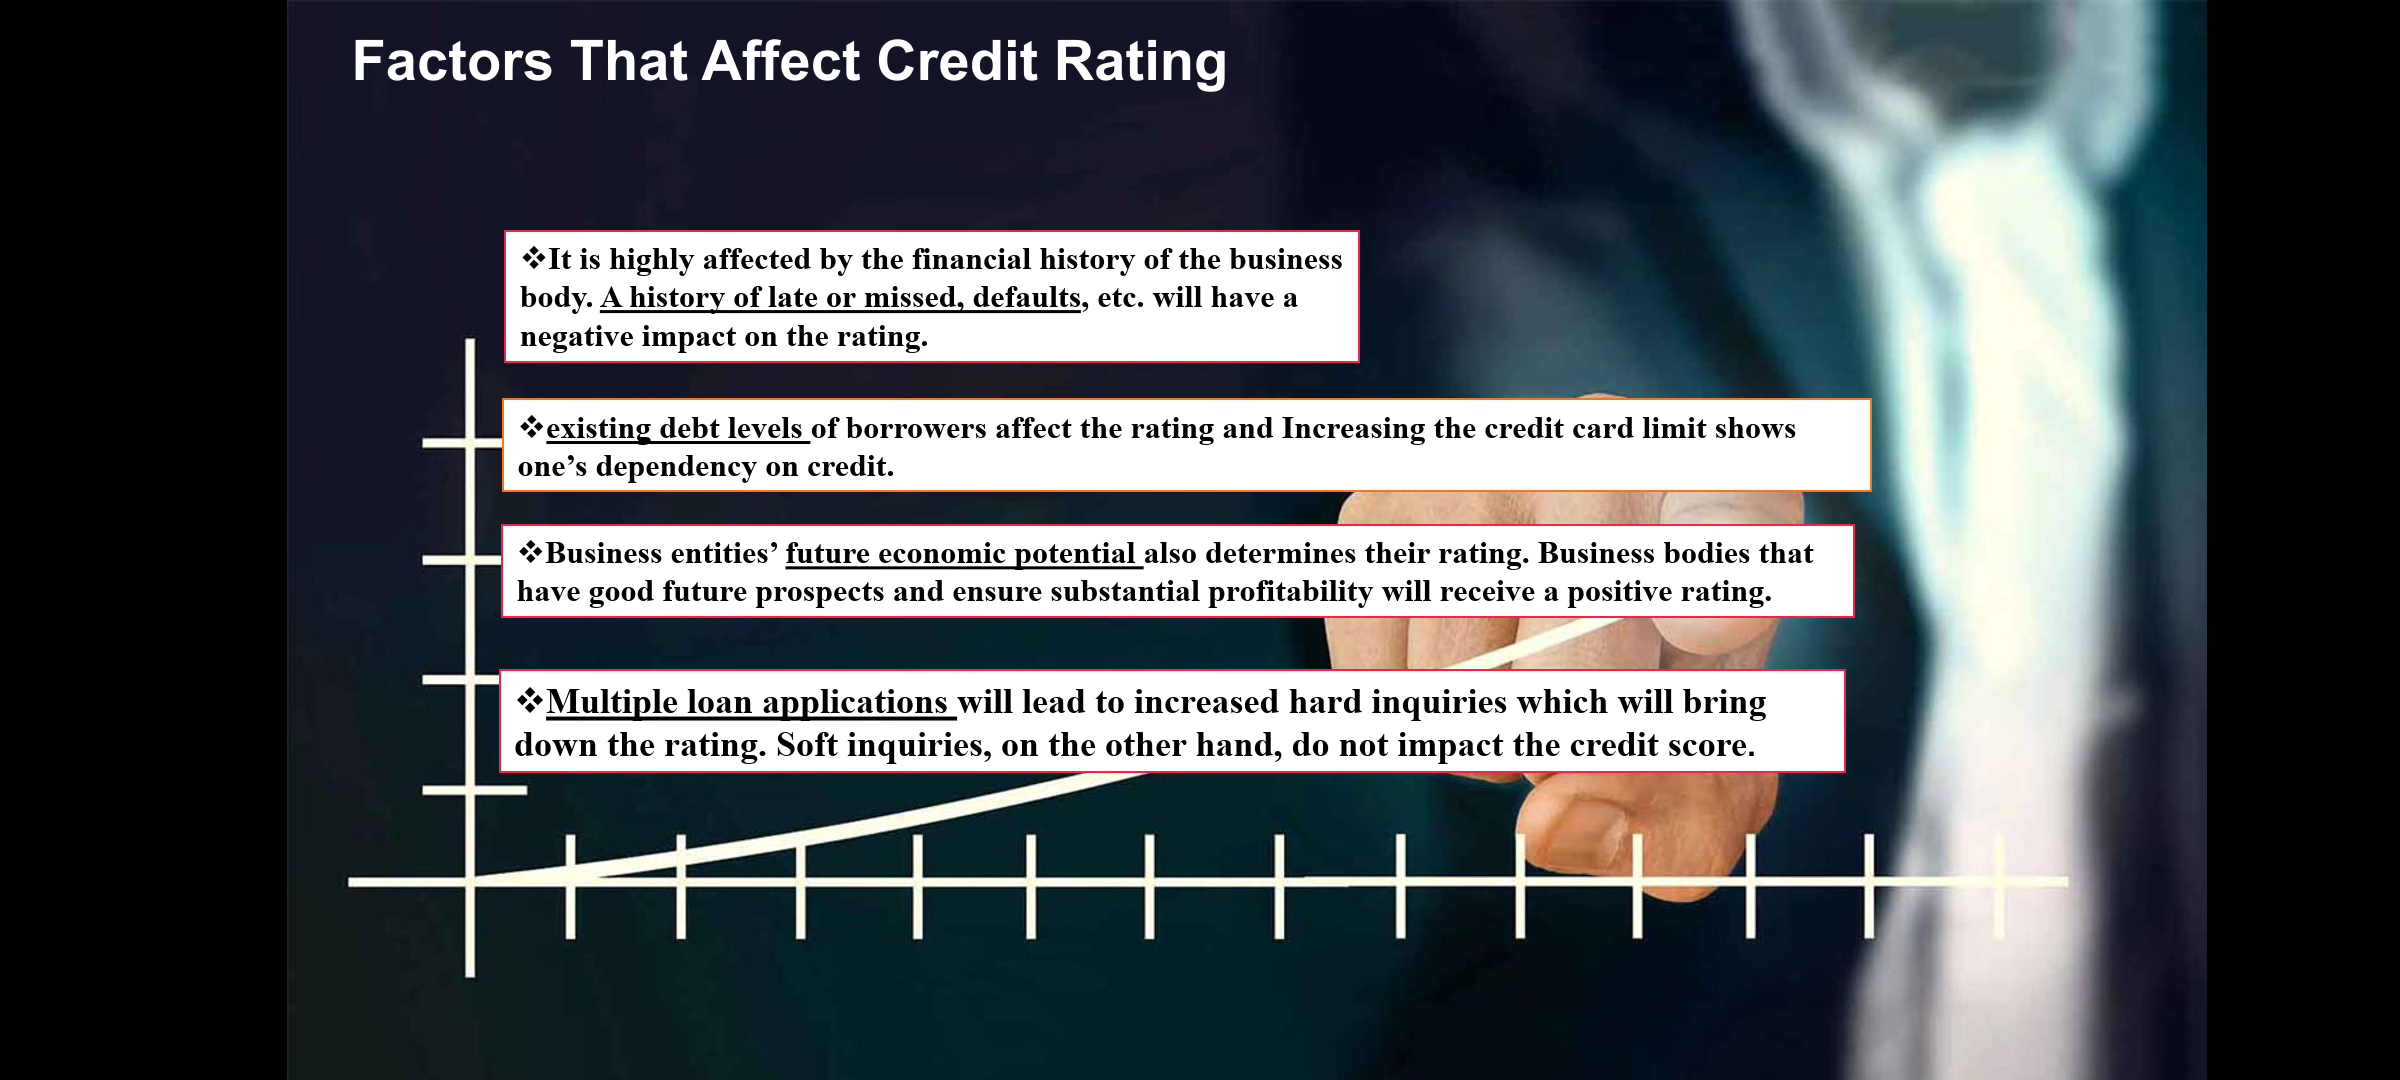 Factors That Affect Credit Rating
❖It is highly affected by the financial history of the business
body. A history of late or missed, defaults, etc. will have a
negative impact on the rating.
❖existing debt levels of borrowers affect the rating and Increasing the credit card limit shows
one’s dependency on credit.
❖Business entities’ future economic potential also determines their rating. Business bodies that
have good future prospects and ensure substantial profitability will receive a positive rating.
❖Multiple loan applications will lead to increased hard inquiries which will bring
down the rating. Soft inquiries, on the other hand, do not impact the credit score.